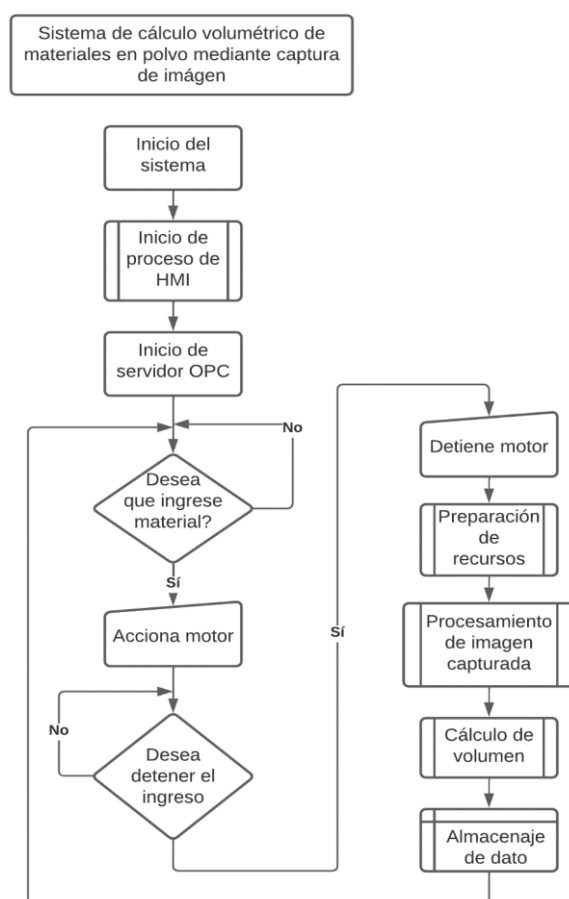 Sistema de cálculo volumétrico de
materiales en polvo mediante captura
de imágen
Inicio del
sistema
Inicio de
proceso de
HMI
Inicio de
servidor OPC
No
Desea
que ingrese
material?
Sí
Acciona motor
No
Desea
detener el
ingreso
Sí
Detiene motor
Preparación
de
recursos
Procesamiento
de imagen
capturada
Cálculo de
volumen
Almacenaje
de dato